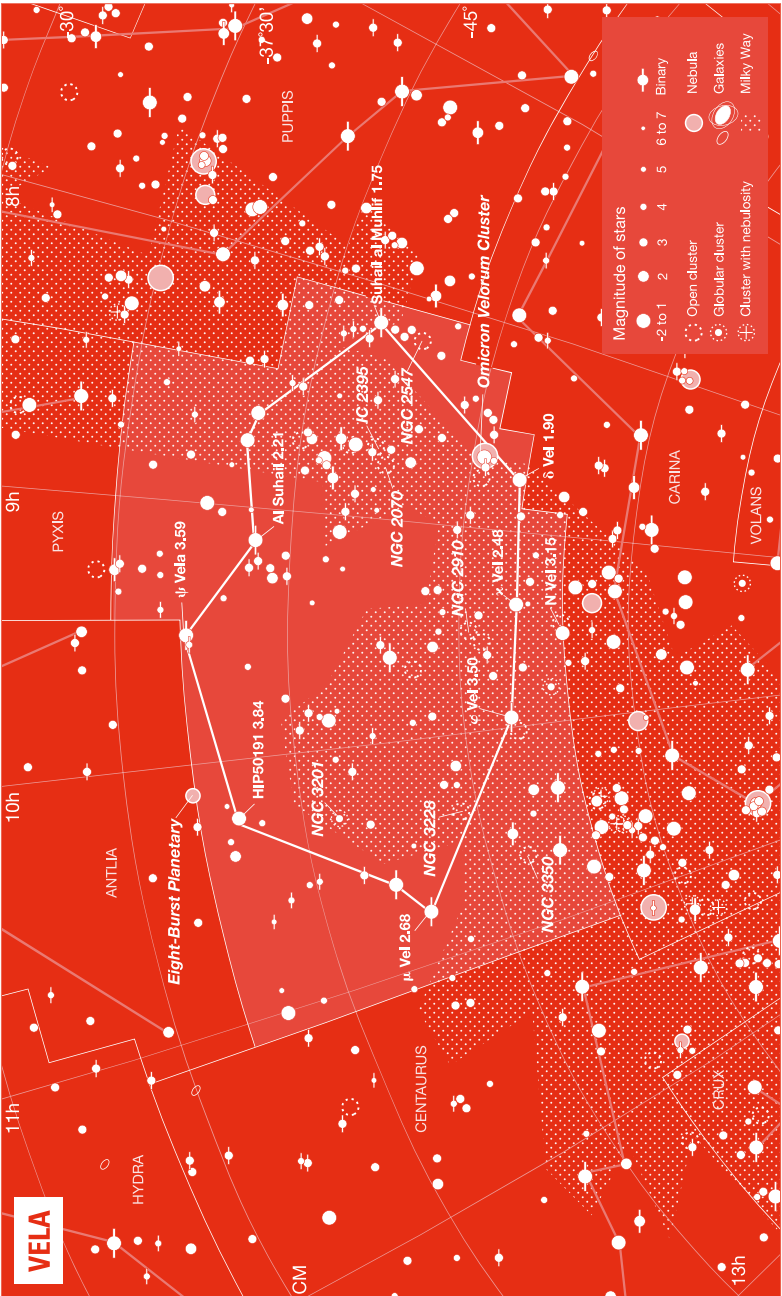 VELA
-30°
-37°30'
-45°
8h
9h
10h
11h
13h
PUPPIS
PYXIS
ANTLIA
HYDRA
CM
CENTAURUS
CRUX
CARINA
VOLANS
Suhail al Muhlif 1.75
Omicron Velorum Cluster
IC 2395
NGC 2547
Al Suhail 2.21
NGC 2070
δ Vel 1.90
ψ Vela 3.59
NGC 2910
κ Vel 2.48
N Vel 3.15
φ Vel 3.50
HIP50191 3.84
NGC 3201
NGC 3228
Eight-Burst Planetary
NGC 3350
μ Vel 2.68
Magnitude of stars
-2 to 1
2
3
4
5
6 to 7
Binary
Open cluster
Globular cluster
Cluster with nebulosity
Nebula
Galaxies
Milky Way